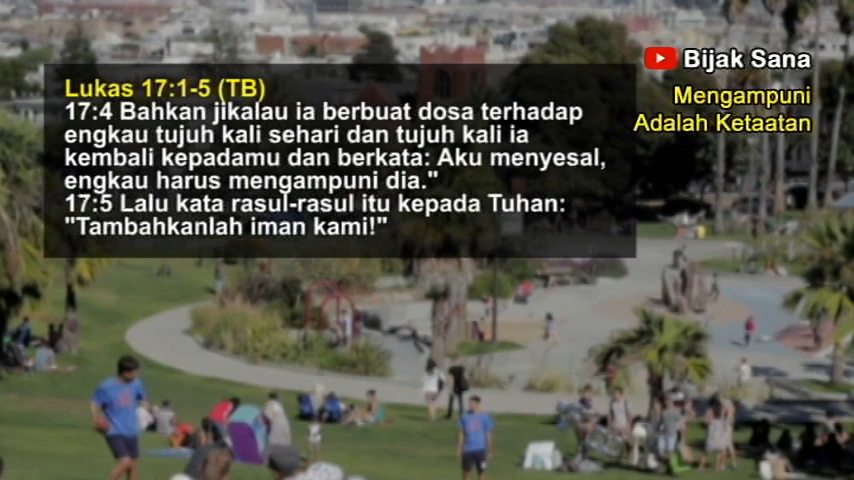 Lukas 17:1-5 (TB)
17:4 Bahkan jikalau ia berbuat dosa terhadap
engkau tujuh kali sehari dan tujuh kali ia
kembali kepadamu dan berkata: Aku menyesal,
engkau harus mengampuni dia."
17:5 Lalu kata rasul-rasul itu kepada Tuhan:
"Tambahkanlah iman kami!"
Bijak Sana
Mengampuni
Adalah Ketaatan